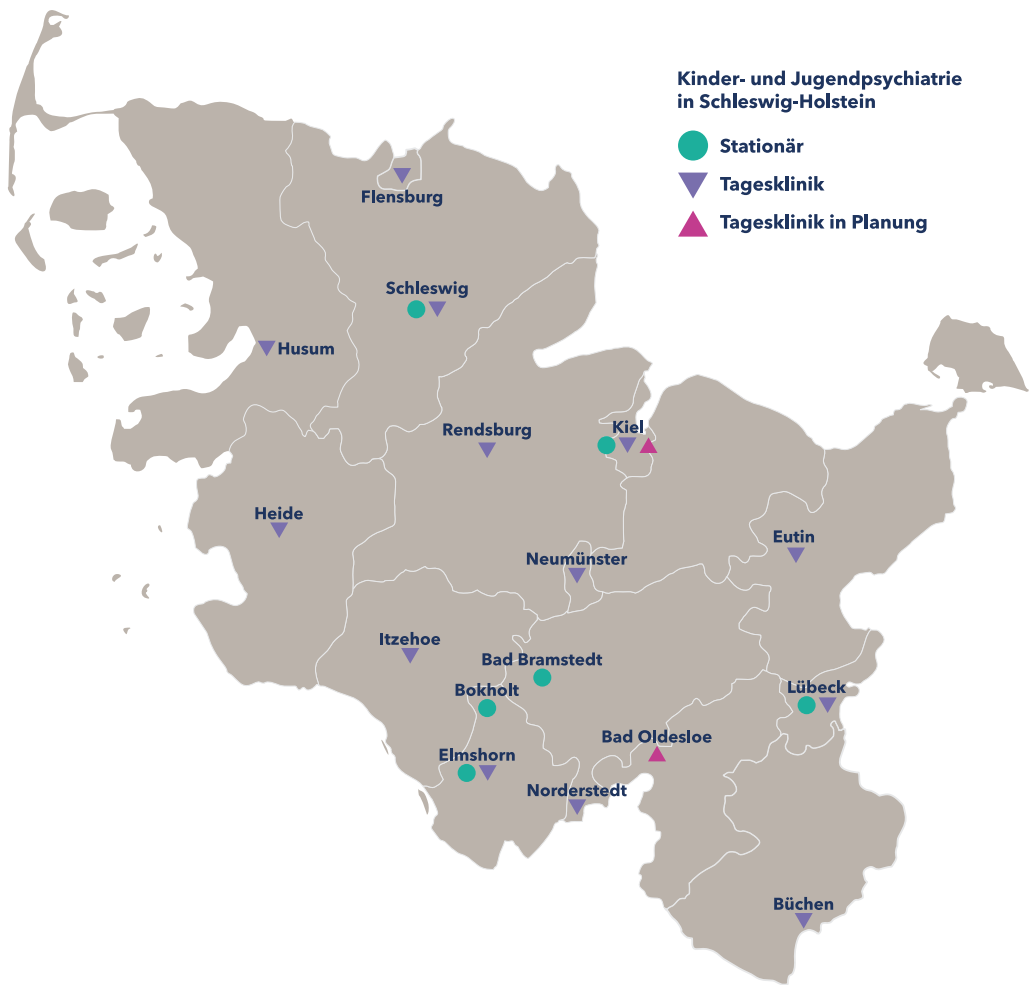 Kinder- und Jugendpsychiatrie
in Schleswig-Holstein
Stationär
Tagesklinik
Tagesklinik in Planung
Flensburg
Schleswig
Husum
Rendsburg
Kiel
Heide
Eutin
Neumünster
Itzehoe
Bad Bramstedt
Bokholt
Lübeck
Bad Oldesloe
Elmshorn
Norderstedt
Büchen